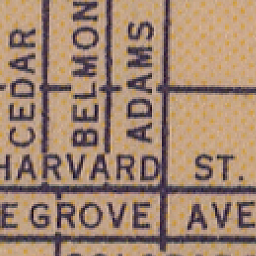 CEDAR
BELMON
ADAMS
HARVARD ST.
E GROVE AVE